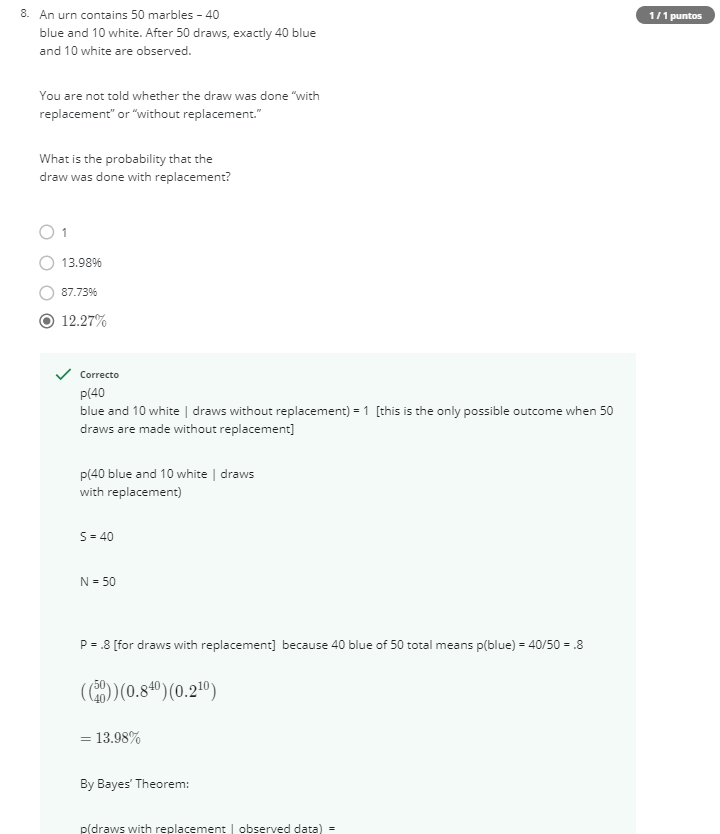 8. An urn contains 50 marbles – 40
1 / 1 puntos
blue and 10 white. After 50 draws, exactly 40 blue
and 10 white are observed.
You are not told whether the draw was done “with
replacement” or “without replacement.”
What is the probability that the
draw was done with replacement?
1
13.98%
87.73%
12.27%
Correcto
p(40
blue and 10 white | draws without replacement) = 1 [this is the only possible outcome when 50
draws are made without replacement]
p(40 blue and 10 white | draws
with replacement)
S = 40
N = 50
P = .8 [for draws with replacement] because 40 blue of 50 total means p(blue) = 40/50 = .8
((50 40))(0.8^40)(0.2^10)
= 13.98%
By Bayes’ Theorem:
p(draws with replacement | observed data) =